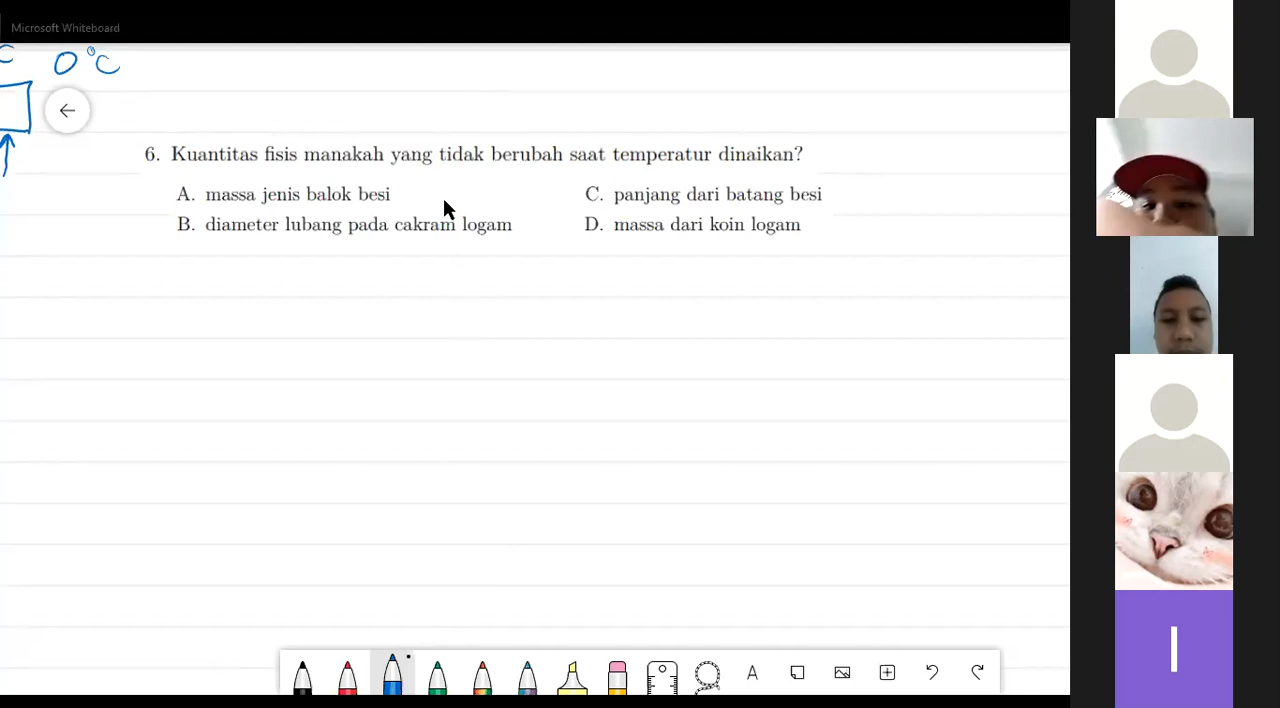 Microsoft Whiteboard
C 0°C
6. Kuantitas fisis manakah yang tidak berubah saat temperatur dinaikan?
A. massa jenis balok besi
B. diameter lubang pada cakram logam
C. panjang dari batang besi
D. massa dari koin logam
A
I